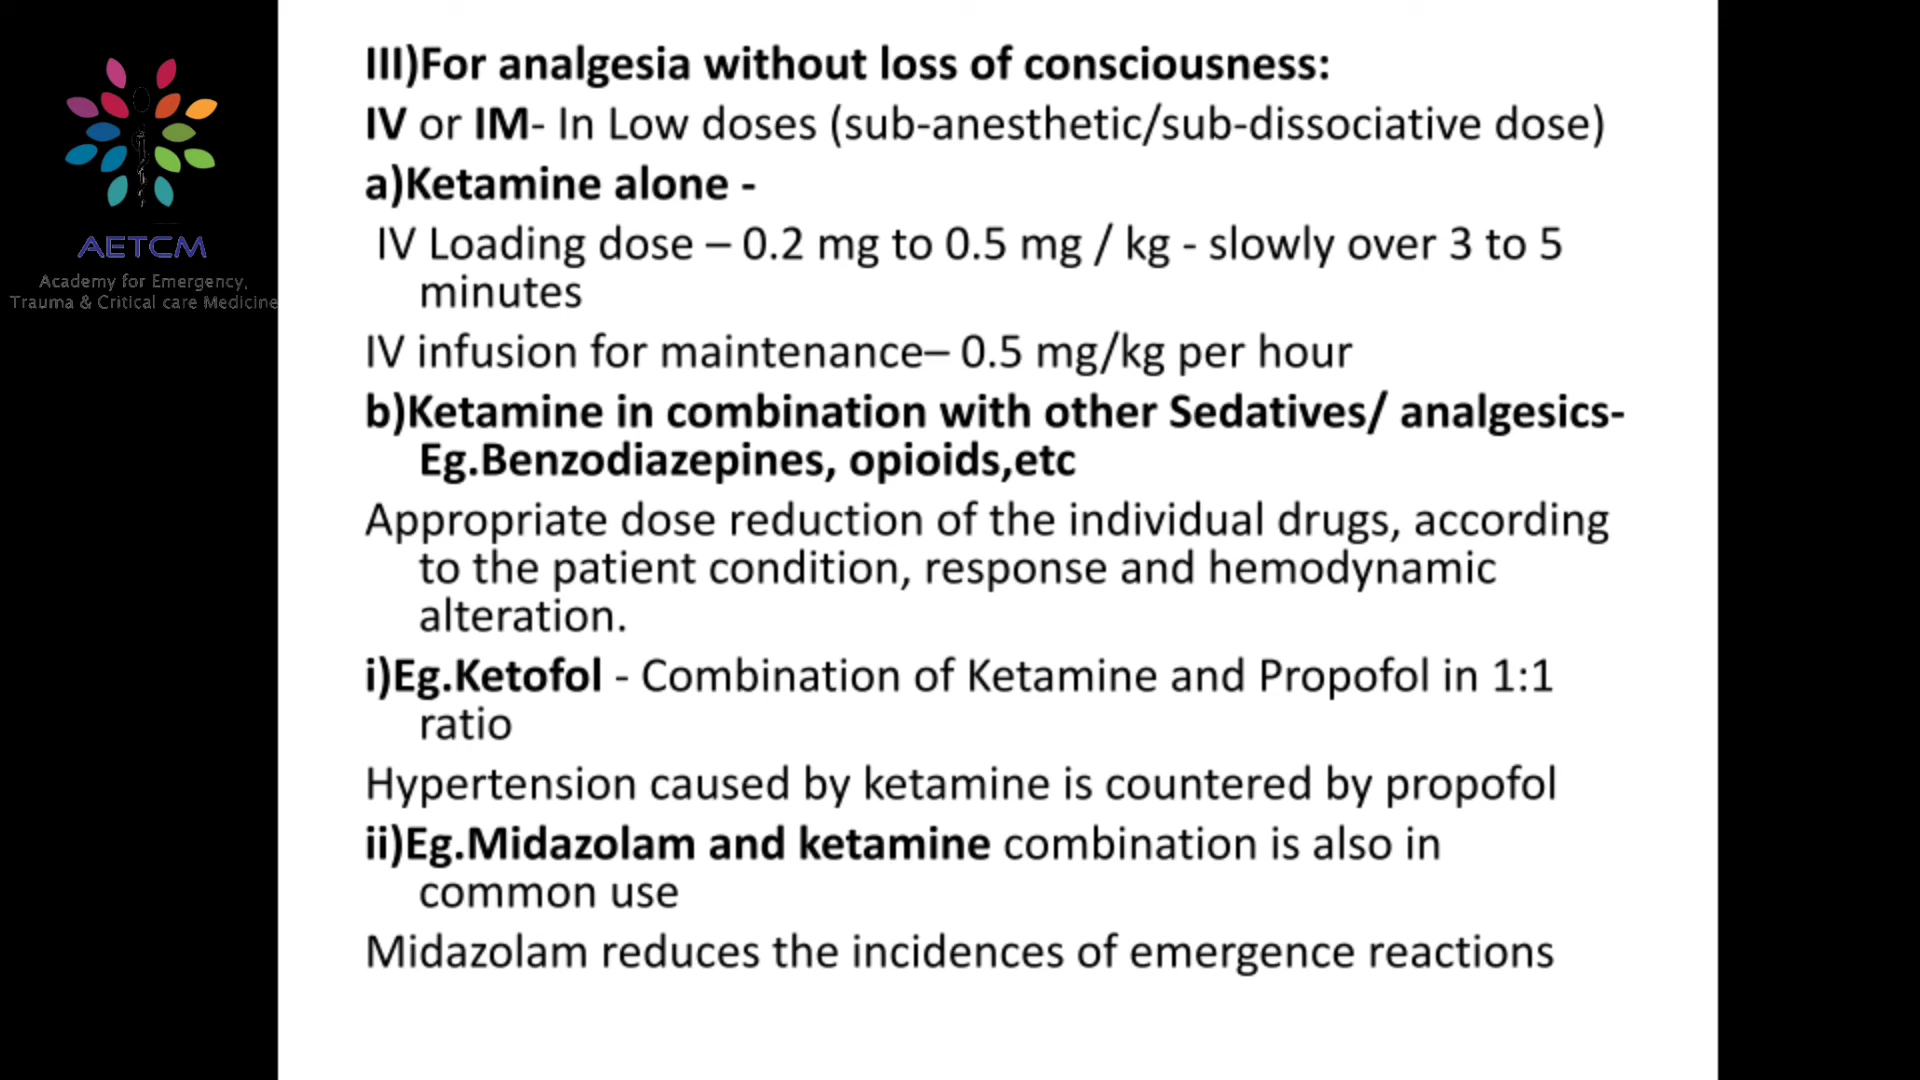 AETCM
Academy for Emergency,
Trauma & Critical care Medicine
III)For analgesia without loss of consciousness:
IV or IM- In Low doses (sub-anesthetic/sub-dissociative dose)
a)Ketamine alone -
IV Loading dose – 0.2 mg to 0.5 mg / kg - slowly over 3 to 5
minutes
IV infusion for maintenance– 0.5 mg/kg per hour
b)Ketamine in combination with other Sedatives/ analgesics-
Eg.Benzodiazepines, opioids,etc
Appropriate dose reduction of the individual drugs, according
to the patient condition, response and hemodynamic
alteration.
i)Eg.Ketofol - Combination of Ketamine and Propofol in 1:1
ratio
Hypertension caused by ketamine is countered by propofol
ii)Eg.Midazolam and ketamine combination is also in
common use
Midazolam reduces the incidences of emergence reactions